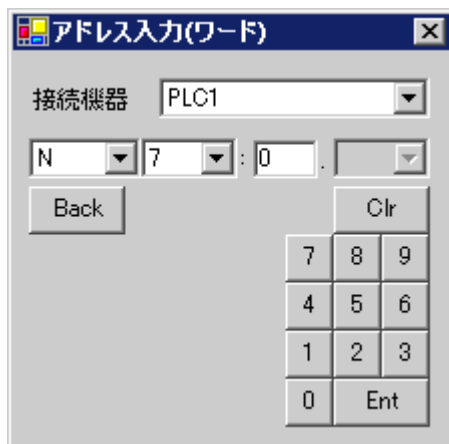 アドレス入力(ワード)
接続機器 PLC1
N 7 : 0 .
Back Clr
7 8 9
4 5 6
1 2 3
0 Ent